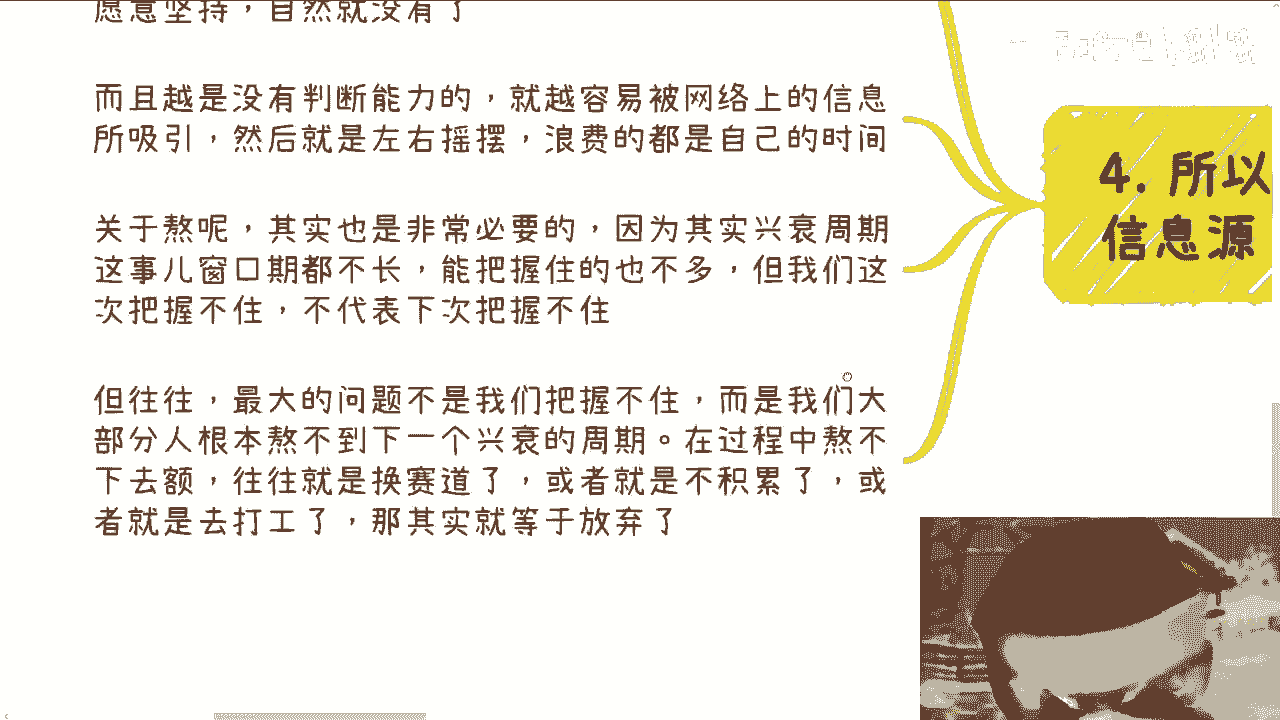 愿意坚持，自然就没有了
而且越是没有判断能力的，就越容易被网络上的信息
所吸引，然后就是左右摇摆，浪费的都是自己的时间
关于熬呢，其实也是非常必要的，因为其实兴衰周期
这事儿窗口期都不长，能把握住的也不多，但我们这
次把握不住，不代表下次把握不住
但往往，最大的问题不是我们把握不住，而是我们大
部分人根本熬不到下一个兴衰的周期。在过程中熬不
下去额，往往就是换赛道了，或者就是不积累了，或
者就是去打工了，那其实就等于放弃了
4. 所以
信息源